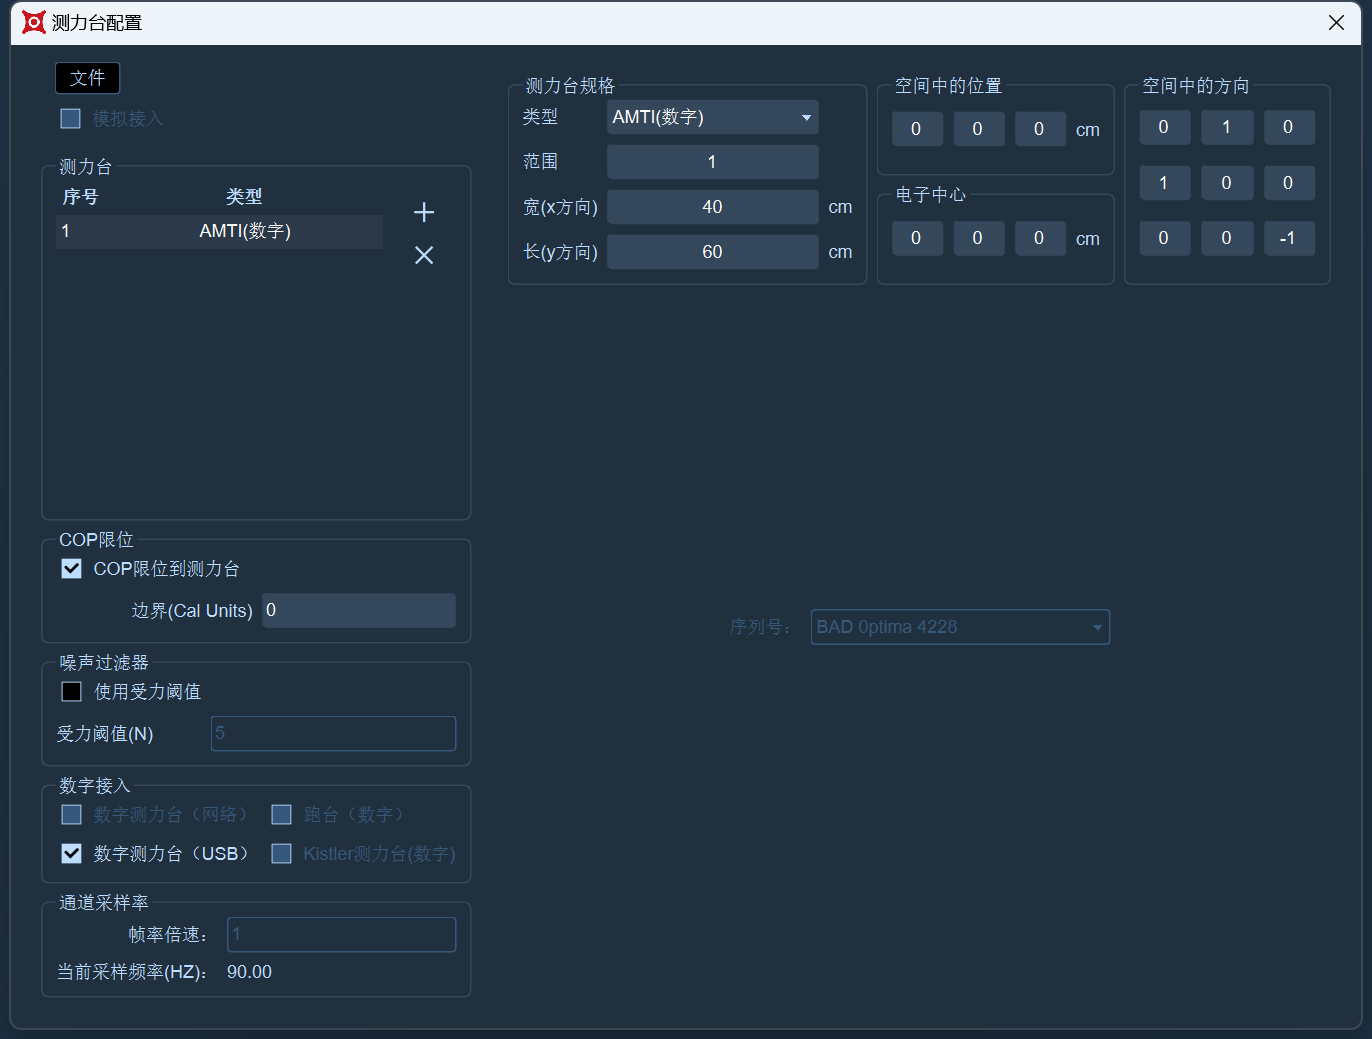 测力台配置
文件
模拟接入
测力台
序号 类型
1 AMTI(数字)
COP限位
COP限位到测力台
边界(Cal Units) 0
噪声过滤器
使用受力阈值
受力阈值(N) 5
数字接入
数字测力台（网络） 跑台（数字）
数字测力台（USB） Kistler测力台(数字)
通道采样率
帧率倍速： 1
当前采样频率(HZ)： 90.00
测力台规格
类型 AMTI(数字)
范围 1
宽(x方向) 40 cm
长(y方向) 60 cm
空间中的位置
0 0 0 cm
电子中心
0 0 0 cm
空间中的方向
0 1 0
1 0 0
0 0 -1
序列号： BAD 0ptima 4228